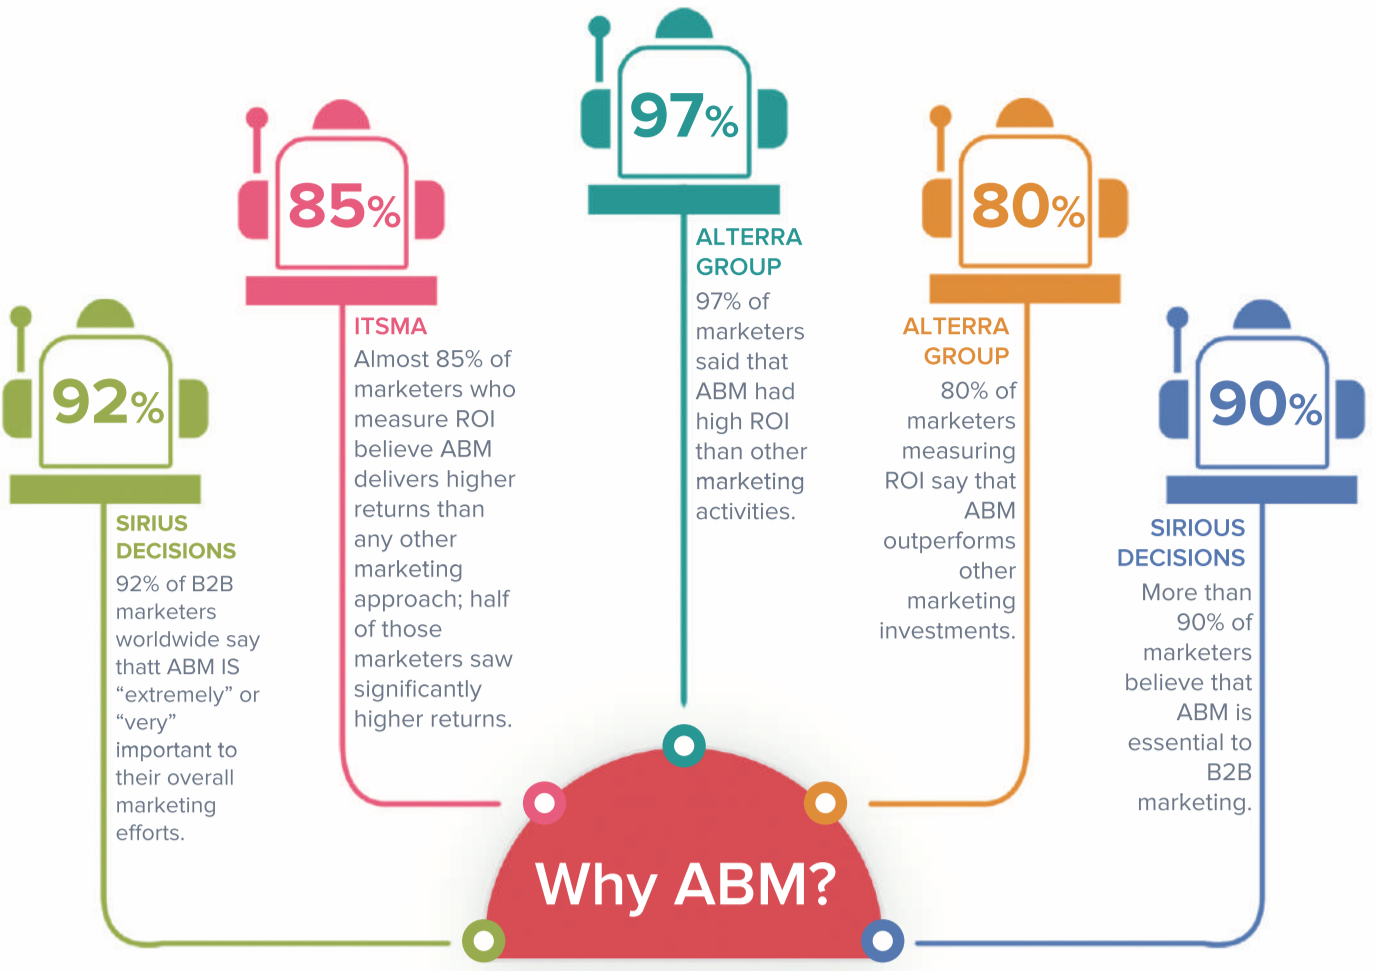 92%
SIRIUS
DECISIONS
92% of B2B
marketers
worldwide say
thatt ABM IS
“extremely” or
“very”
important to
their overall
marketing
efforts.
85%
ITSMA
Almost 85% of
marketers who
measure ROI
believe ABM
delivers higher
returns than
any other
marketing
approach; half
of those
marketers saw
significantly
higher returns.
97%
ALTERRA
GROUP
97% of
marketers
said that
ABM had
high ROI
than other
marketing
activities.
80%
ALTERRA
GROUP
80% of
marketers
measuring
ROI say that
ABM
outperforms
other
marketing
investments.
90%
SIRIOUS
DECISIONS
More than
90% of
marketers
believe that
ABM is
essential to
B2B
marketing.
Why ABM?